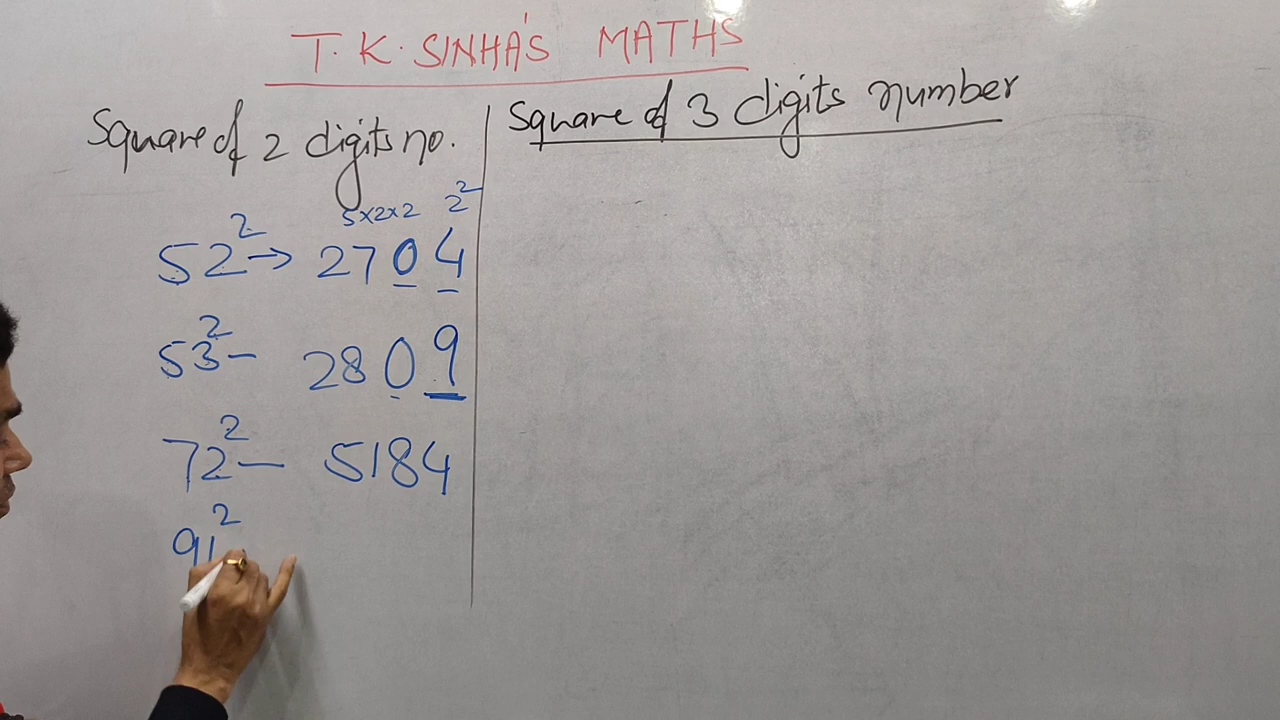 T.K. SINHA'S MATHS
Square of 2 digits no.
5×2×2 2²
52² → 2704
53² - 2809
72² - 5184
91²
Square of 3 digits number